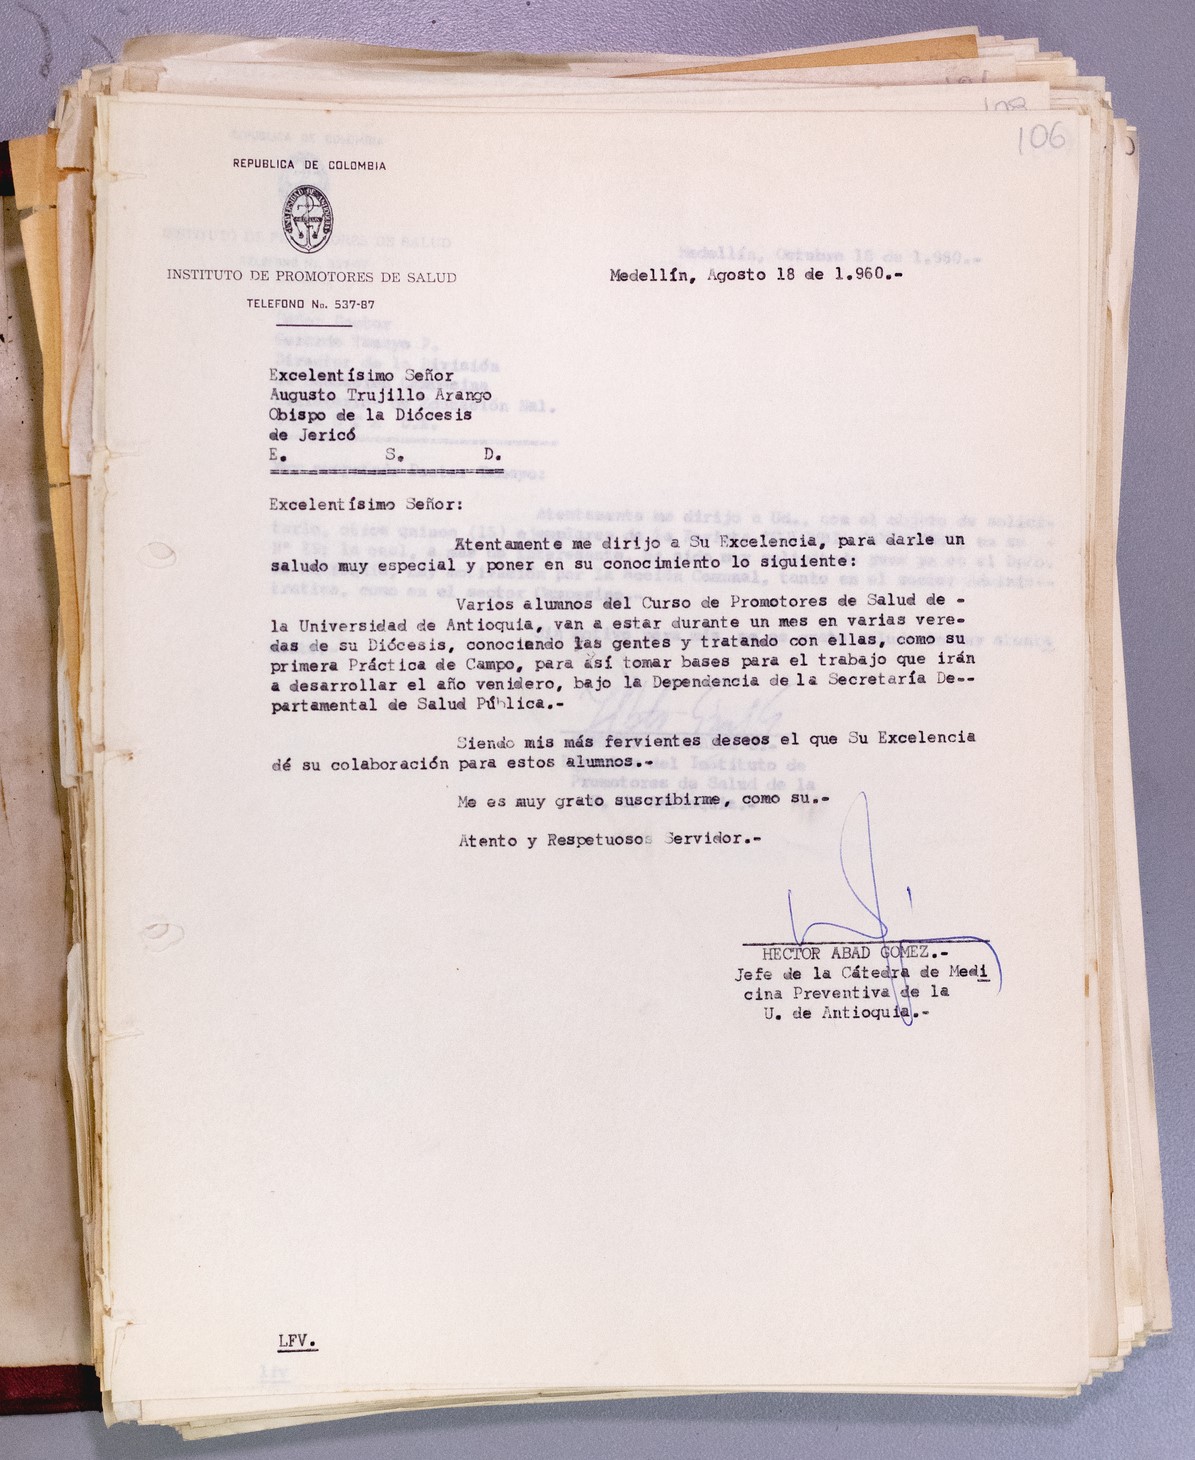 106
REPUBLICA DE COLOMBIA
INSTITUTO DE PROMOTORES DE SALUD
TELEFONO No. 537-87
Medellín, Agosto 18 de 1.960.-
Excelentísimo Señor
Augusto Trujillo Arango
Obispo de la Diócesis
de Jericó
E. S. D.
Excelentísimo Señor:
Atentamente me dirijo a Su Excelencia, para darle un
saludo muy especial y poner en su conocimiento lo siguiente:
Varios alumnos del Curso de Promotores de Salud de -
la Universidad de Antioquia, van a estar durante un mes en varias vere-
das de su Diócesis, conociendo las gentes y tratando con ellas, como su
primera Práctica de Campo, para así tomar bases para el trabajo que irán
a desarrollar el año venidero, bajo la Dependencia de la Secretaría De--
partamental de Salud Pública.-
Siendo mis más fervientes deseos el que Su Excelencia
dé su colaboración para estos alumnos.-
Me es muy grato suscribirme, como su.-
Atento y Respetuosos Servidor.-
HECTOR ABAD GOMEZ.-
Jefe de la Cátedra de Medi
cina Preventiva de la
U. de Antioquia.-
LFV.